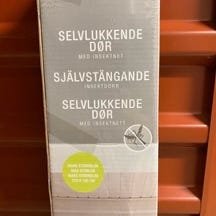 SELVLUKKENDE
DØR
MED INSEKTNET
SJÄLVSTÄNGANDE
INSEKTDÖRR
SELVLUKKENDE
DØR
MED INSEKTNETT